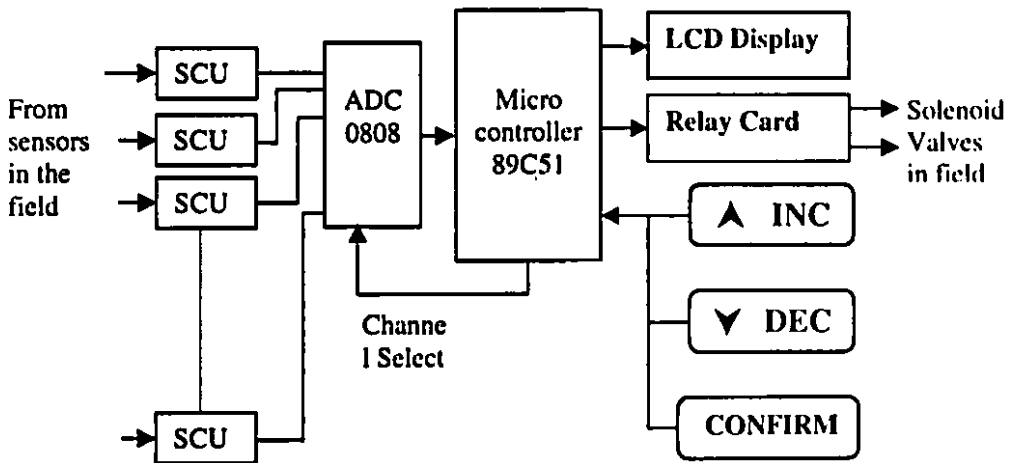 From
sensors
in the
field
SCU
SCU
SCU
SCU
ADC
0808
Channe
l Select
Micro
controller
89C51
LCD Display
Relay Card
Solenoid
Valves
in field
INC
DEC
CONFIRM